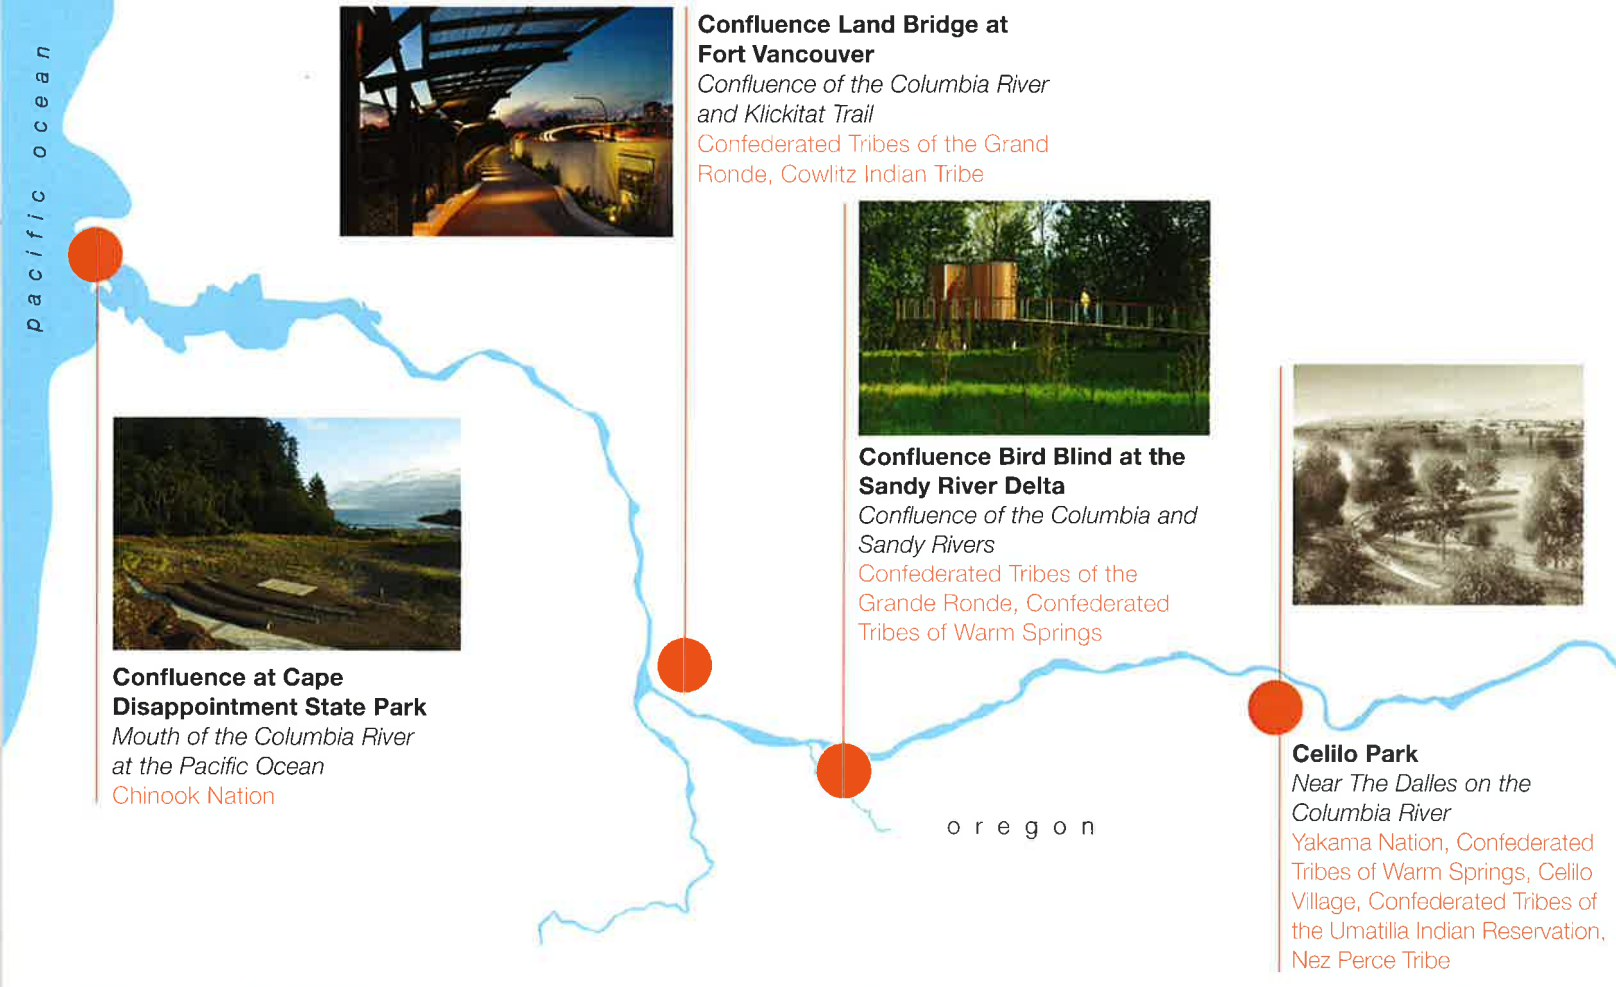 pacific ocean
Confluence Land Bridge at
Fort Vancouver
Confluence of the Columbia River
and Klickitat Trail
Confederated Tribes of the Grand
Ronde, Cowlitz Indian Tribe
Confluence Bird Blind at the
Sandy River Delta
Confluence of the Columbia and
Sandy Rivers
Confederated Tribes of the
Grande Ronde, Confederated
Tribes of Warm Springs
Confluence at Cape
Disappointment State Park
Mouth of the Columbia River
at the Pacific Ocean
Chinook Nation
oregon
Celilo Park
Near The Dalles on the
Columbia River
Yakama Nation, Confederated
Tribes of Warm Springs, Celilo
Village, Confederated Tribes of
the Umatilla Indian Reservation,
Nez Perce Tribe